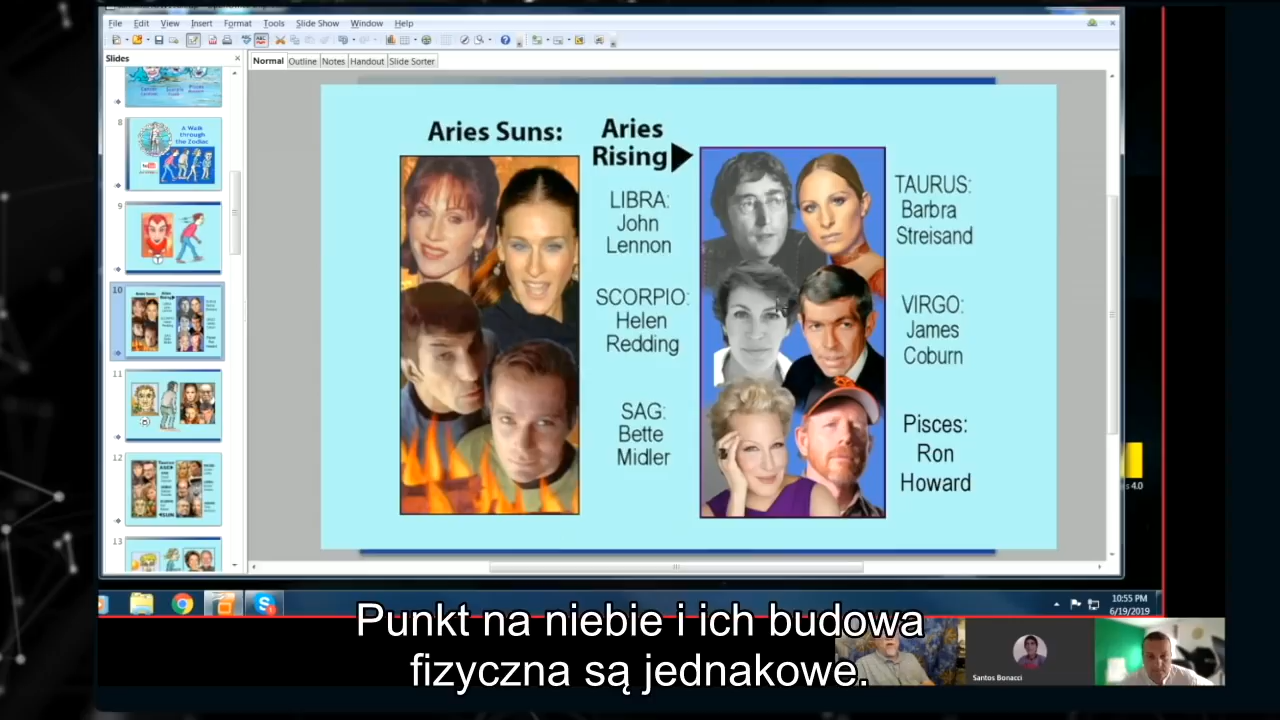 File Edit View Insert Format Tools Slide Show Window Help
Slides
Normal Outline Notes Handout Slide Sorter
8
A Walk
through
the Zodiac
9
10
11
12
13
Aries Suns:
Aries
Rising
LIBRA:
John
Lennon
SCORPIO:
Helen
Redding
SAG:
Bette
Midler
TAURUS:
Barbra
Streisand
VIRGO:
James
Coburn
Pisces:
Ron
Howard
10:55 PM
6/19/2019
Santos Bonacci
Punkt na niebie i ich budowa
fizyczna są jednakowe.